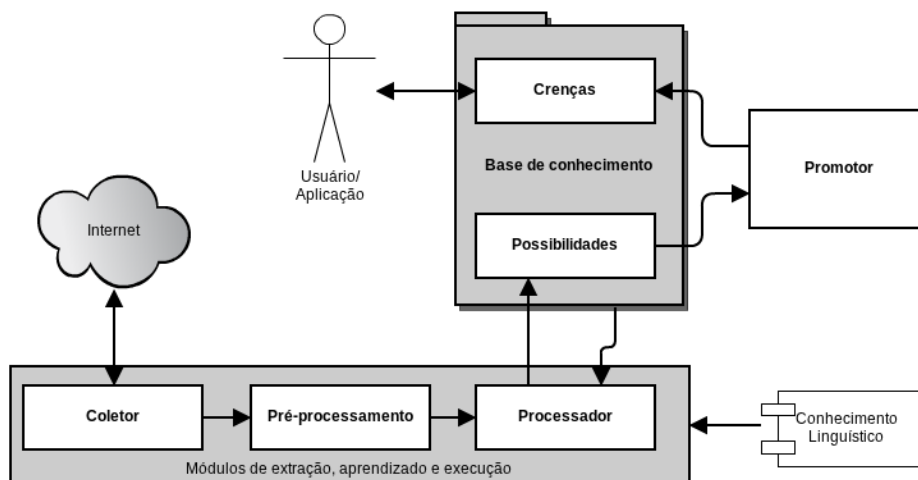 Crenças
Base de conhecimento
Promotor
Usuário/
Aplicação
Internet
Possibilidades
Coletor
Pré-processamento
Processador
Conhecimento
Linguístico
Módulos de extração, aprendizado e execução